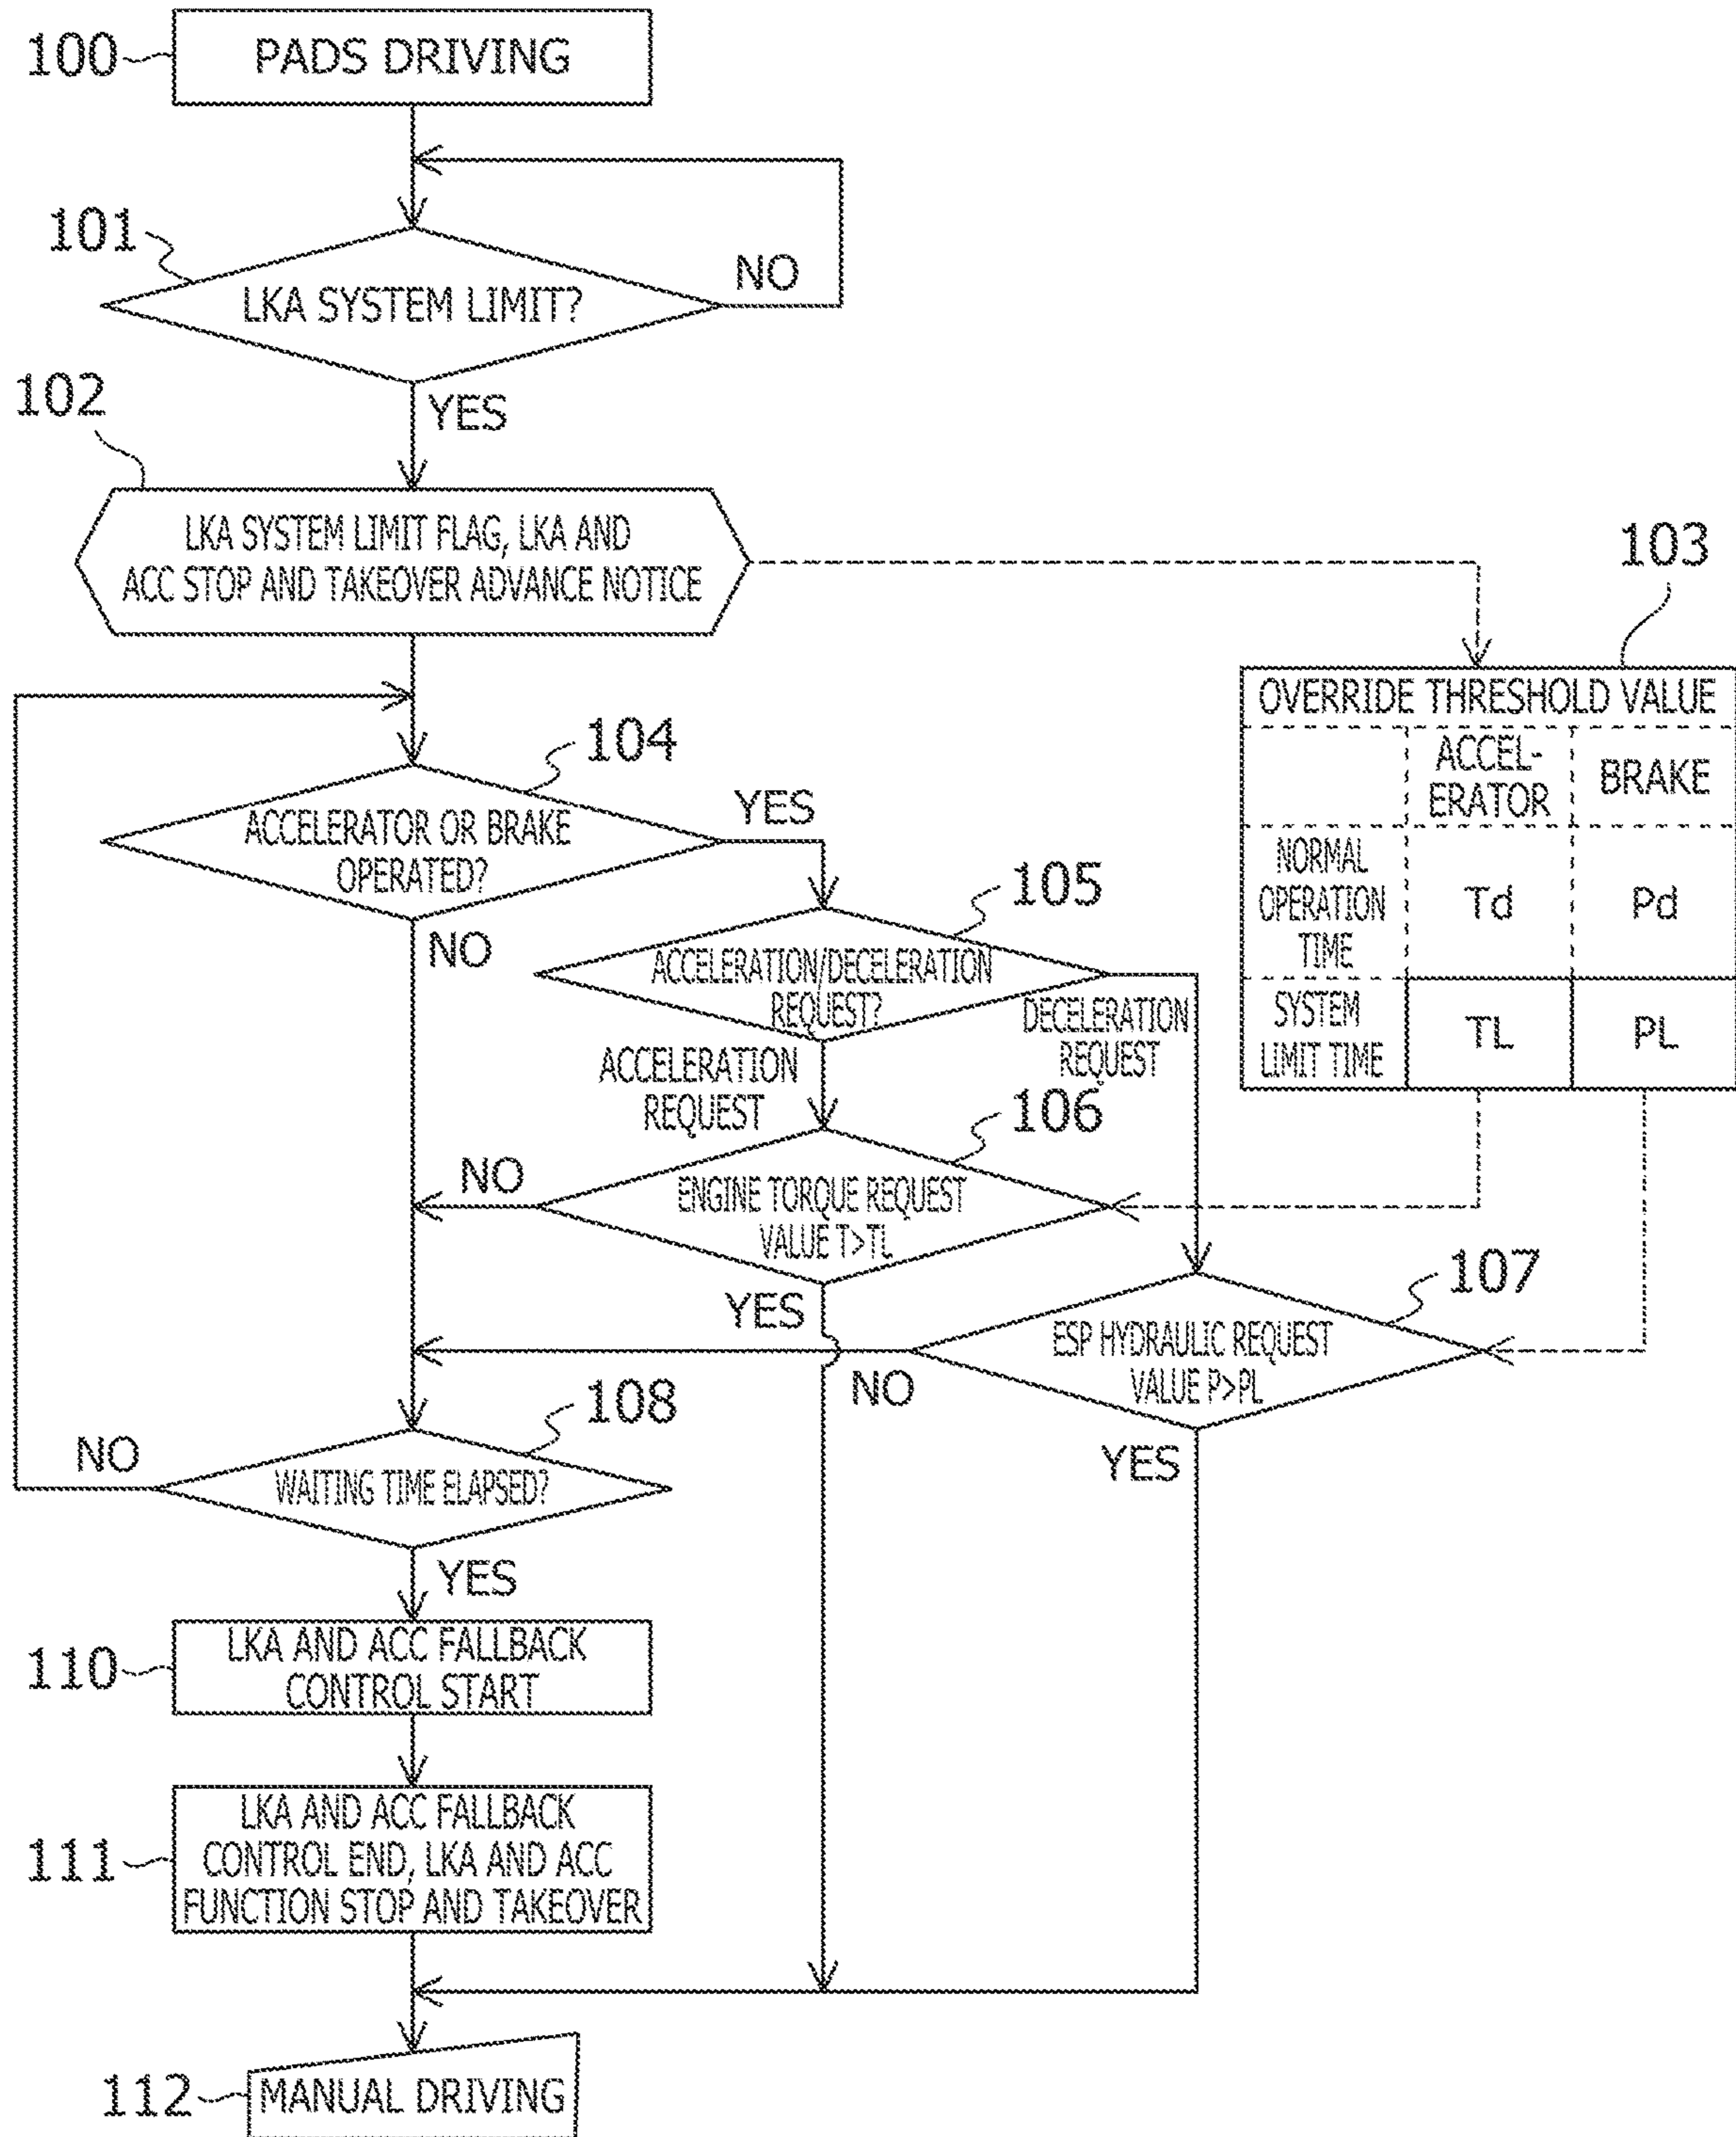 100
PADS DRIVING
101
LKA SYSTEM LIMIT?
NO
YES
102
LKA SYSTEM LIMIT FLAG, LKA AND
ACC STOP AND TAKEOVER ADVANCE NOTICE
103
OVERRIDE THRESHOLD VALUE
ACCEL-
ERATOR
BRAKE
NORMAL
OPERATION
TIME
Td
Pd
SYSTEM
LIMIT TIME
TL
PL
104
ACCELERATOR OR BRAKE
OPERATED?
YES
NO
105
ACCELERATION/DECELERATION
REQUEST?
ACCELERATION
REQUEST
DECELERATION
REQUEST
106
ENGINE TORQUE REQUEST
VALUE T>TL
NO
YES
107
ESP HYDRAULIC REQUEST
VALUE P>PL
NO
YES
108
WAITING TIME ELAPSED?
NO
YES
110
LKA AND ACC FALLBACK
CONTROL START
111
LKA AND ACC FALLBACK
CONTROL END, LKA AND ACC
FUNCTION STOP AND TAKEOVER
112
MANUAL DRIVING